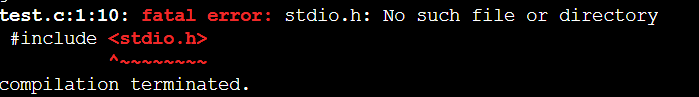 test.c:1:10: fatal error: stdio.h: No such file or directory
#include <stdio.h>
^~~~~~~~~
compilation terminated.